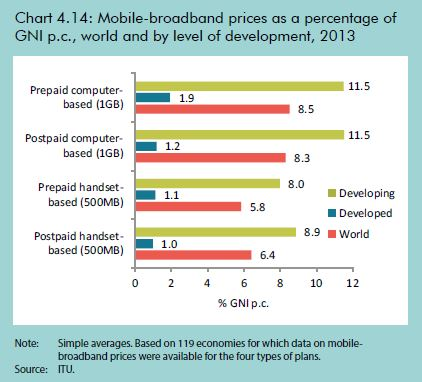 Chart 4.14: Mobile-broadband prices as a percentage of
GNI p.c., world and by level of development, 2013
Prepaid computer-
based (1GB)
11.5
1.9
8.5
Postpaid computer-
based (1GB)
11.5
1.2
8.3
Prepaid handset-
based (500MB)
8.0
1.1
5.8
Postpaid handset-
based (500MB)
8.9
1.0
6.4
Developing
Developed
World
0 2 4 6 8 10 12
% GNI p.c.
Note: Simple averages. Based on 119 economies for which data on mobile-
broadband prices were available for the four types of plans.
Source: ITU.